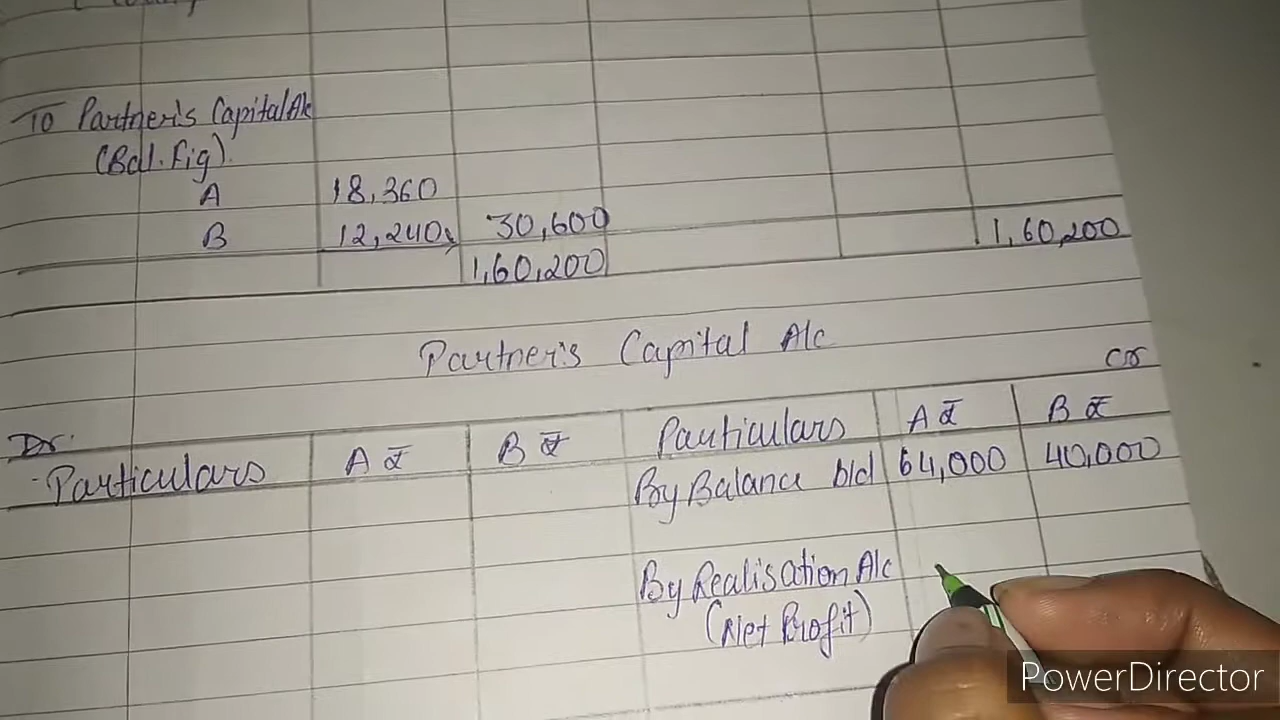 To Partner's Capital A/c
(Bal. Fig).
A 18,360
B 12,240, 30,600 1,60,200
1,60,200
Partner's Capital A/c
Dr. Cr
Particulars A ₹ B ₹ Particulars A ₹ B ₹
By Balance b/d 64,000 40,000
By Realisation A/c
(Net Profit)
PowerDirector